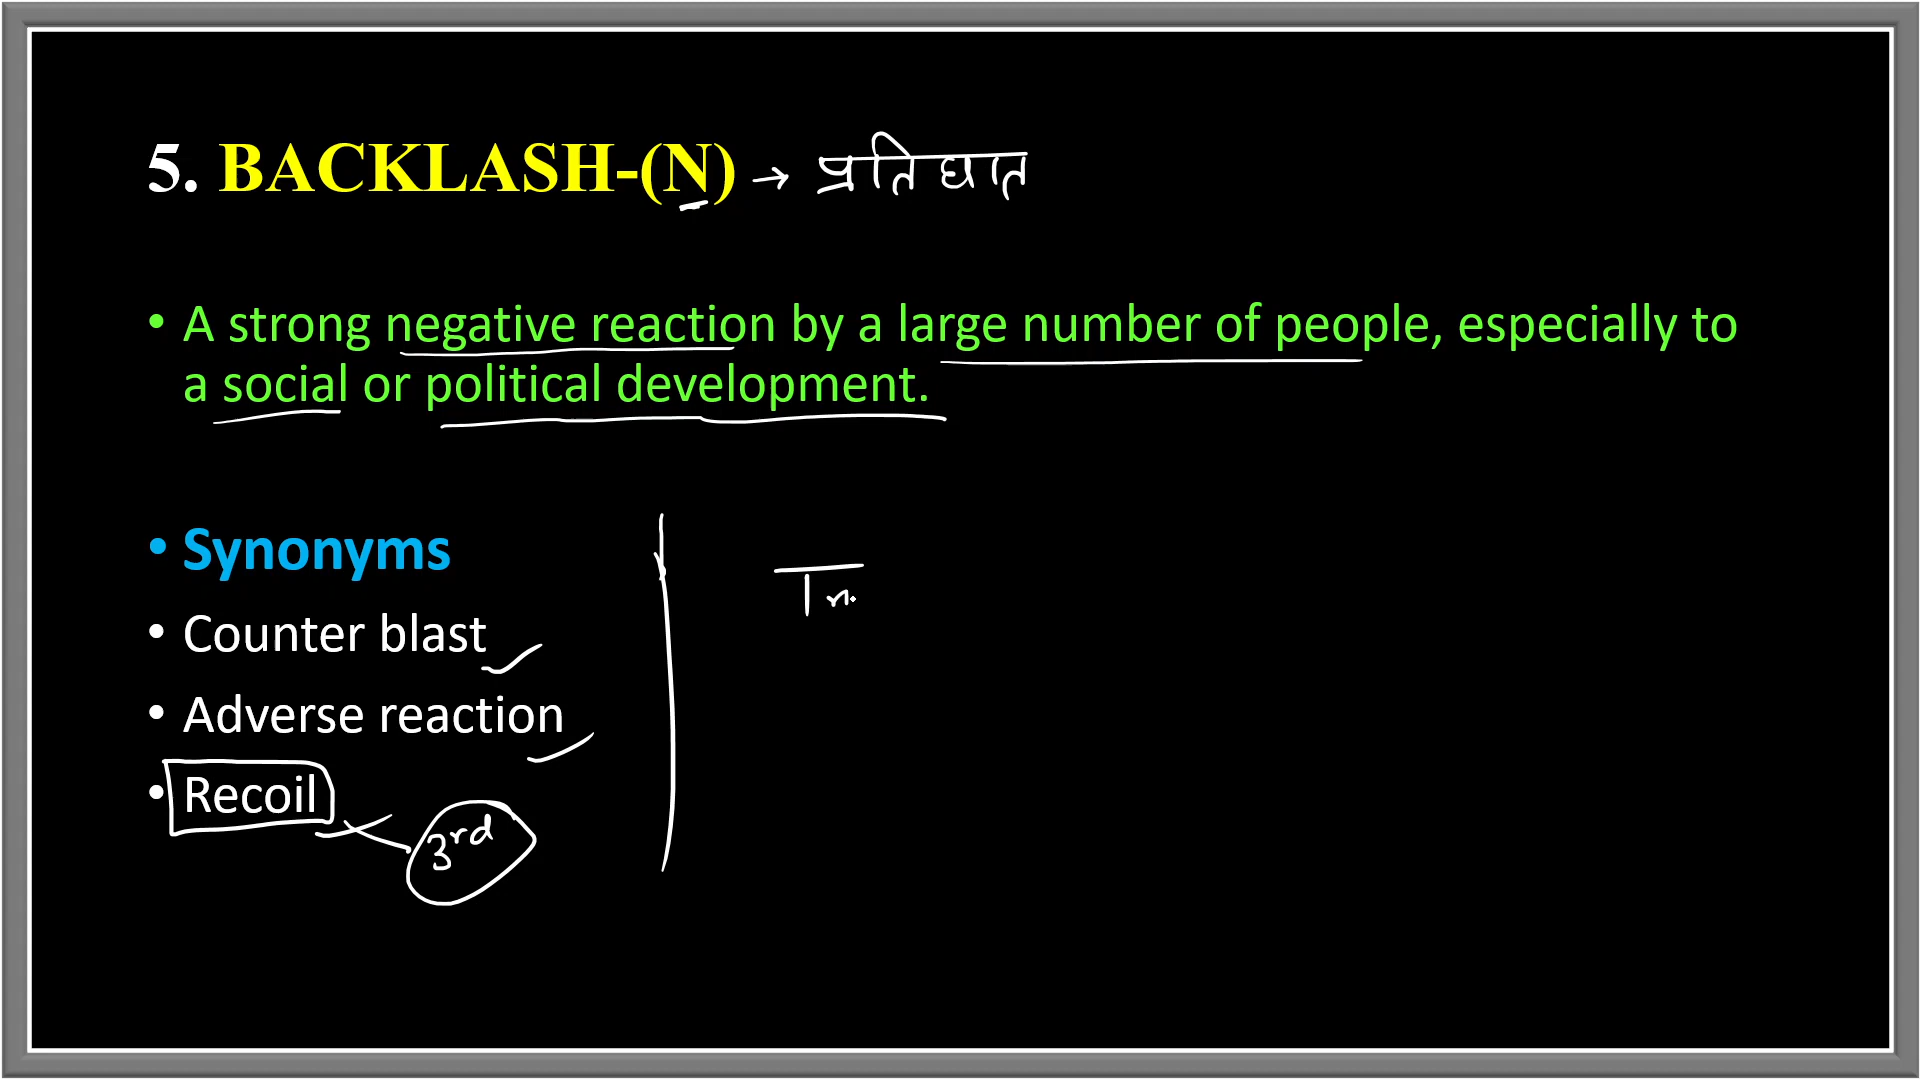 5. BACKLASH-(N) → प्रतिघात
• A strong negative reaction by a large number of people, especially to
a social or political development.
• Synonyms
• Counter blast
• Adverse reaction
• Recoil
3rd